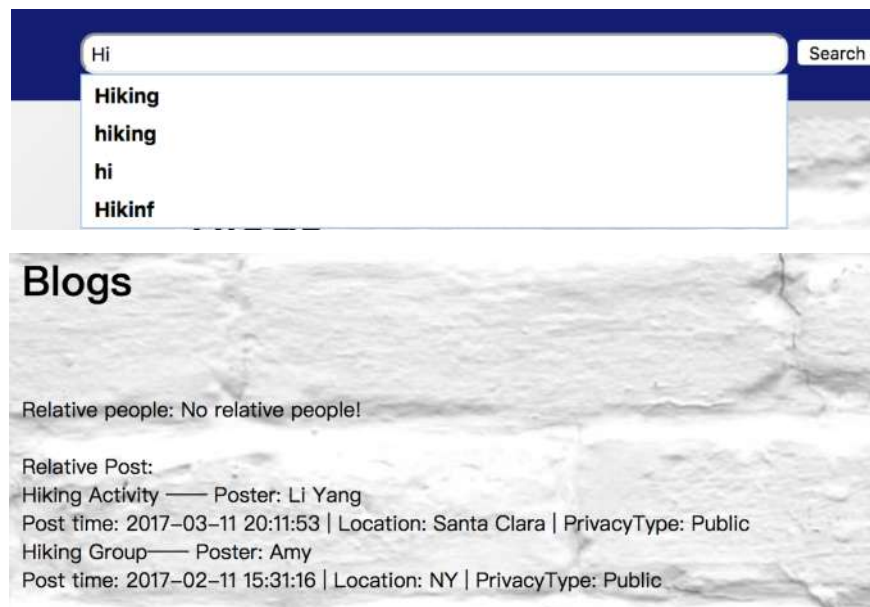 Hi
Search
Hiking
hiking
hi
Hikinf
Blogs
Relative people: No relative people!
Relative Post:
Hiking Activity —— Poster: Li Yang
Post time: 2017–03–11 20:11:53 | Location: Santa Clara | PrivacyType: Public
Hiking Group—— Poster: Amy
Post time: 2017–02–11 15:31:16 | Location: NY | PrivacyType: Public